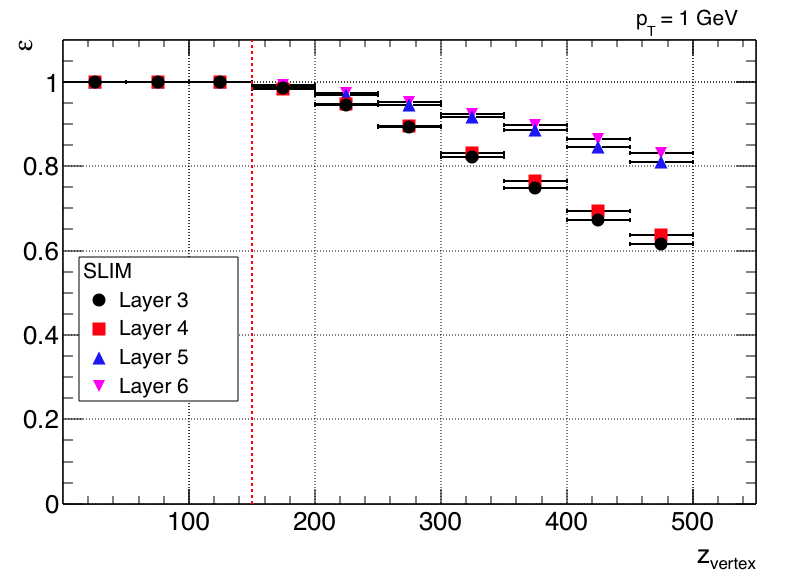 p_T = 1 GeV
ε
1
0.8
0.6
0.4
0.2
0
SLIM
Layer 3
Layer 4
Layer 5
Layer 6
100 200 300 400 500
z_vertex